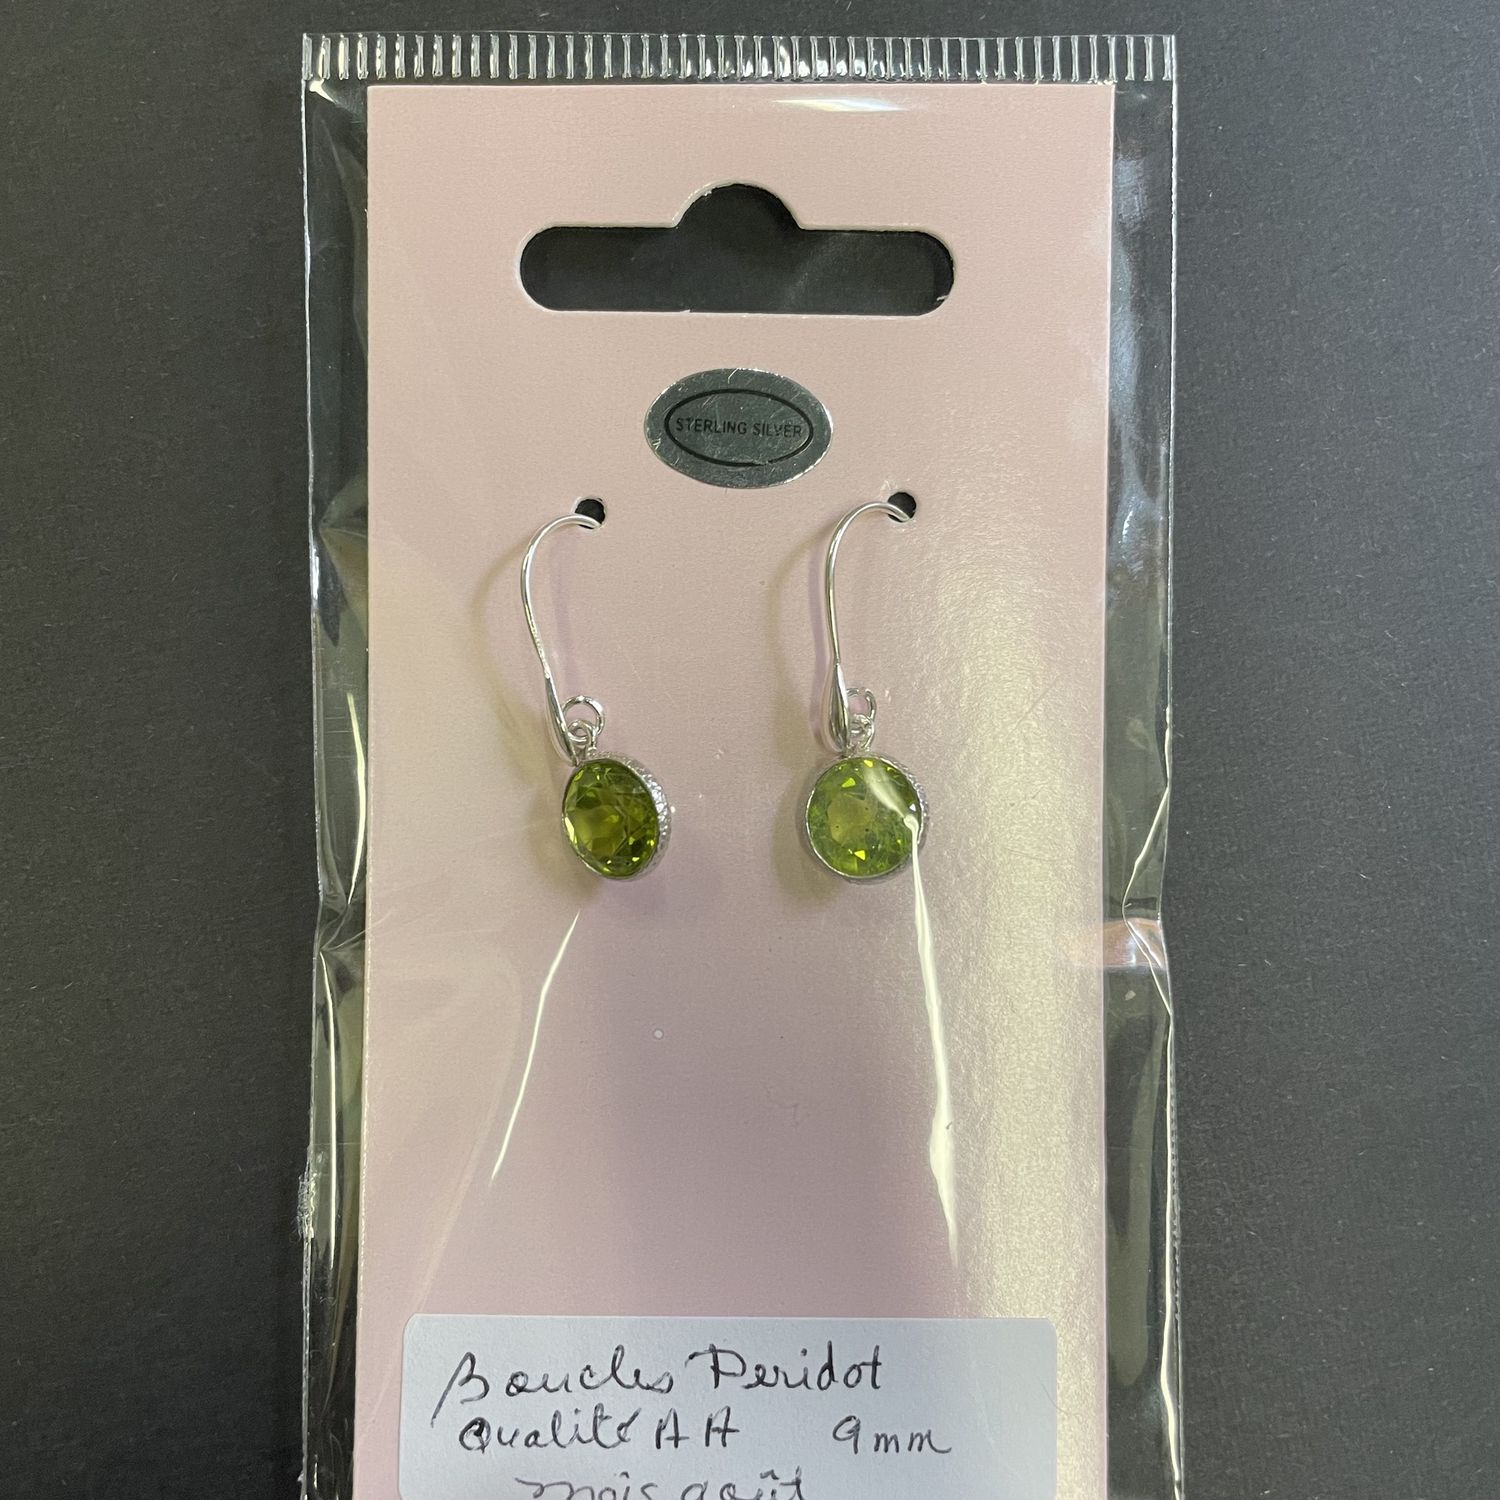 STERLING SILVER
Boucles Peridot
Qualité AA 9mm
mois août